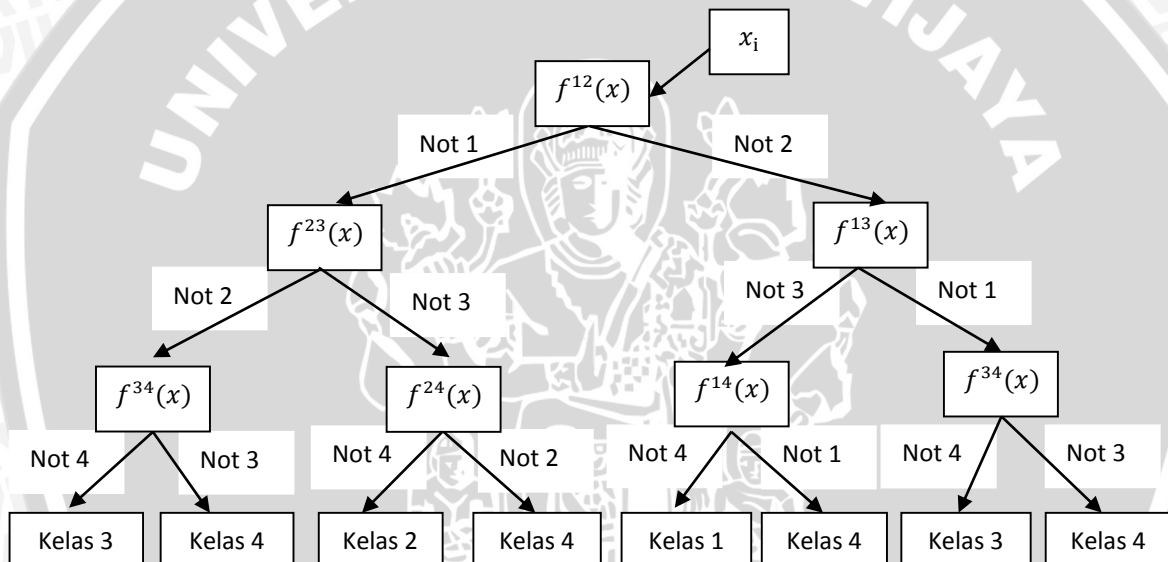 UNIVE
WIJAYA
x_i
f^{12}(x)
Not 1
Not 2
f^{23}(x)
f^{13}(x)
Not 2
Not 3
Not 3
Not 1
f^{34}(x)
f^{24}(x)
f^{14}(x)
f^{34}(x)
Not 4
Not 3
Not 4
Not 2
Not 4
Not 1
Not 4
Not 3
Kelas 3
Kelas 4
Kelas 2
Kelas 4
Kelas 1
Kelas 4
Kelas 3
Kelas 4